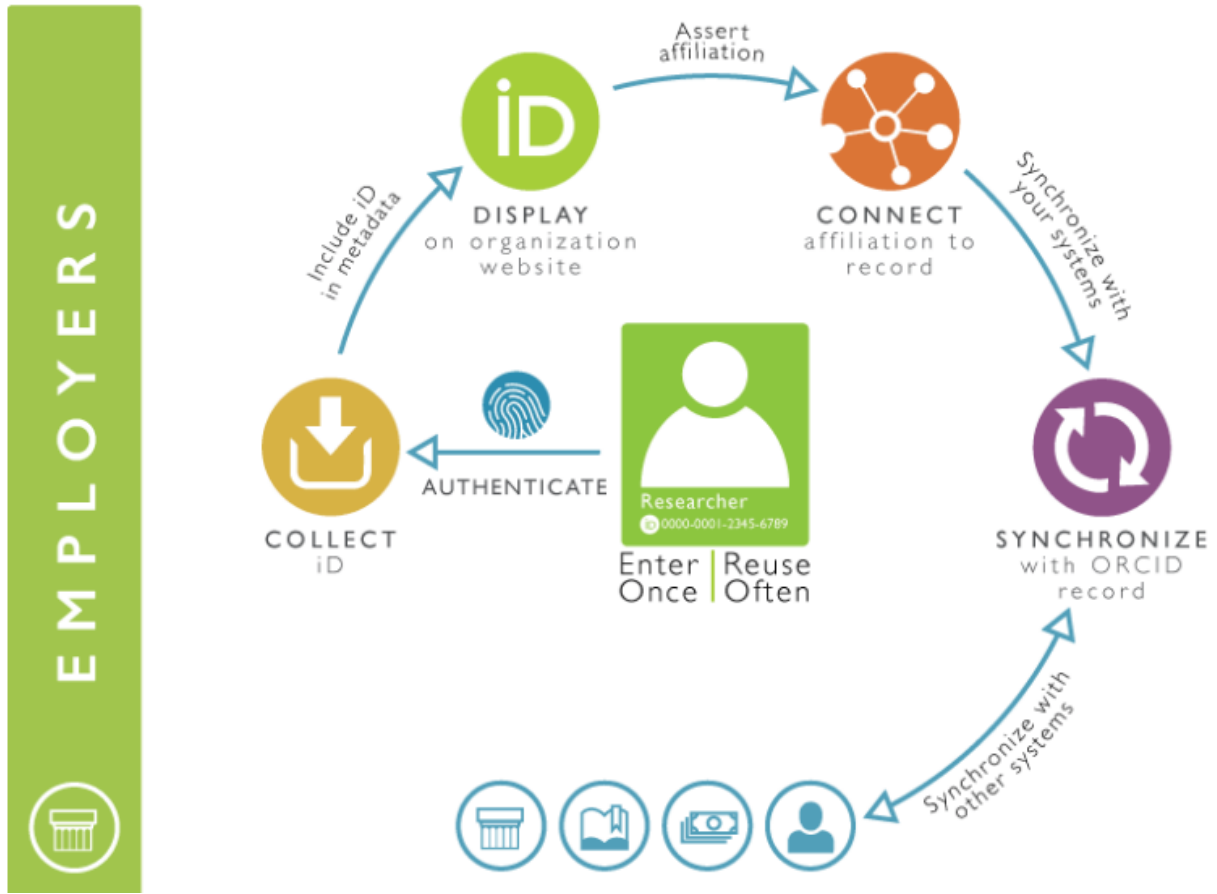 EMPLOYERS
Assert
affiliation
iD
Include iD
in metadata
DISPLAY
on organization
website
CONNECT
affiliation to
record
Synchronize with
your systems
AUTHENTICATE
COLLECT
iD
Researcher
iD 0000-0001-2345-6789
Enter Once
Reuse Often
SYNCHRONIZE
with ORCID
record
Synchronize with
other systems